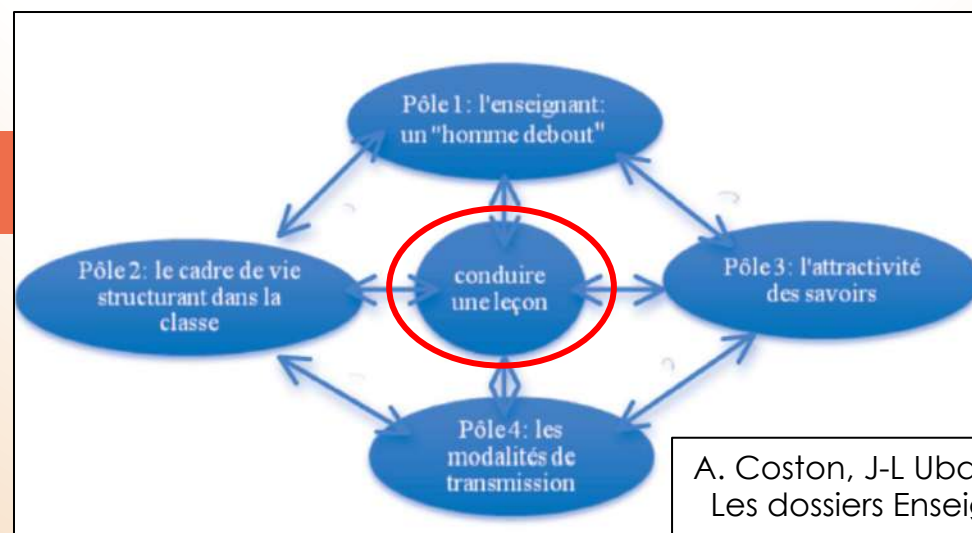 Pôle 1: l'enseignant:
un "homme debout"
Pôle 2: le cadre de vie
structurant dans la
classe
conduire
une leçon
Pôle 3: l'attractivité
des savoirs
Pôle 4: les
modalités de
transmission
A. Coston, J-L
Les dossiers